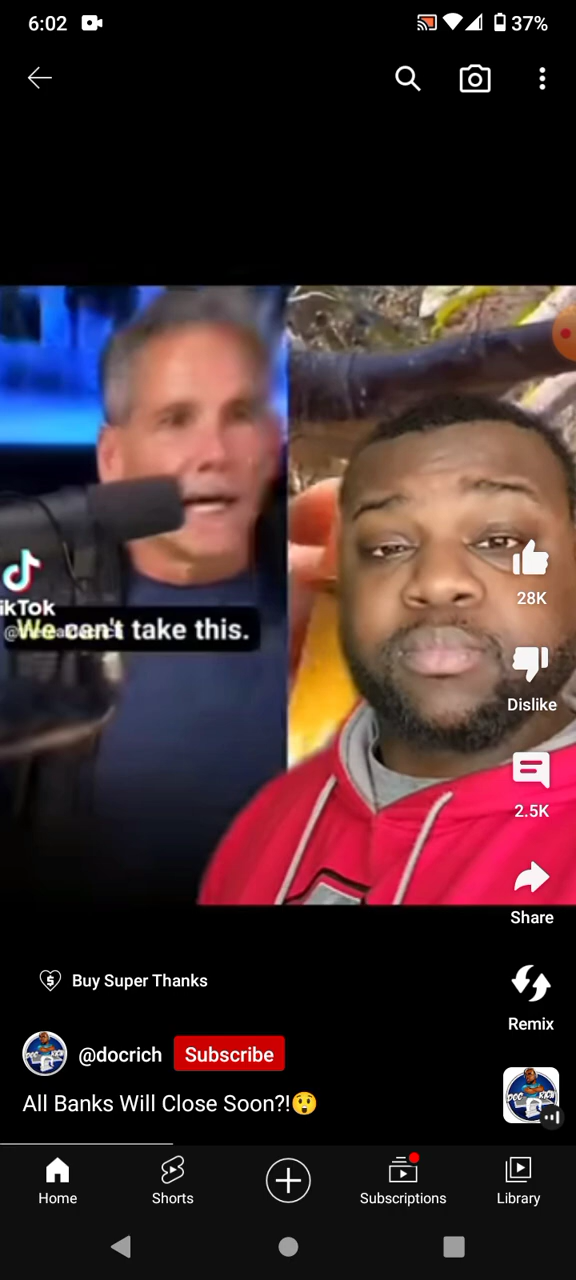 6:02
37%
ikTok
We can't take this.
28K
Dislike
2.5K
Share
Buy Super Thanks
Remix
@docrich
Subscribe
All Banks Will Close Soon?!😲
Home
Shorts
Subscriptions
Library